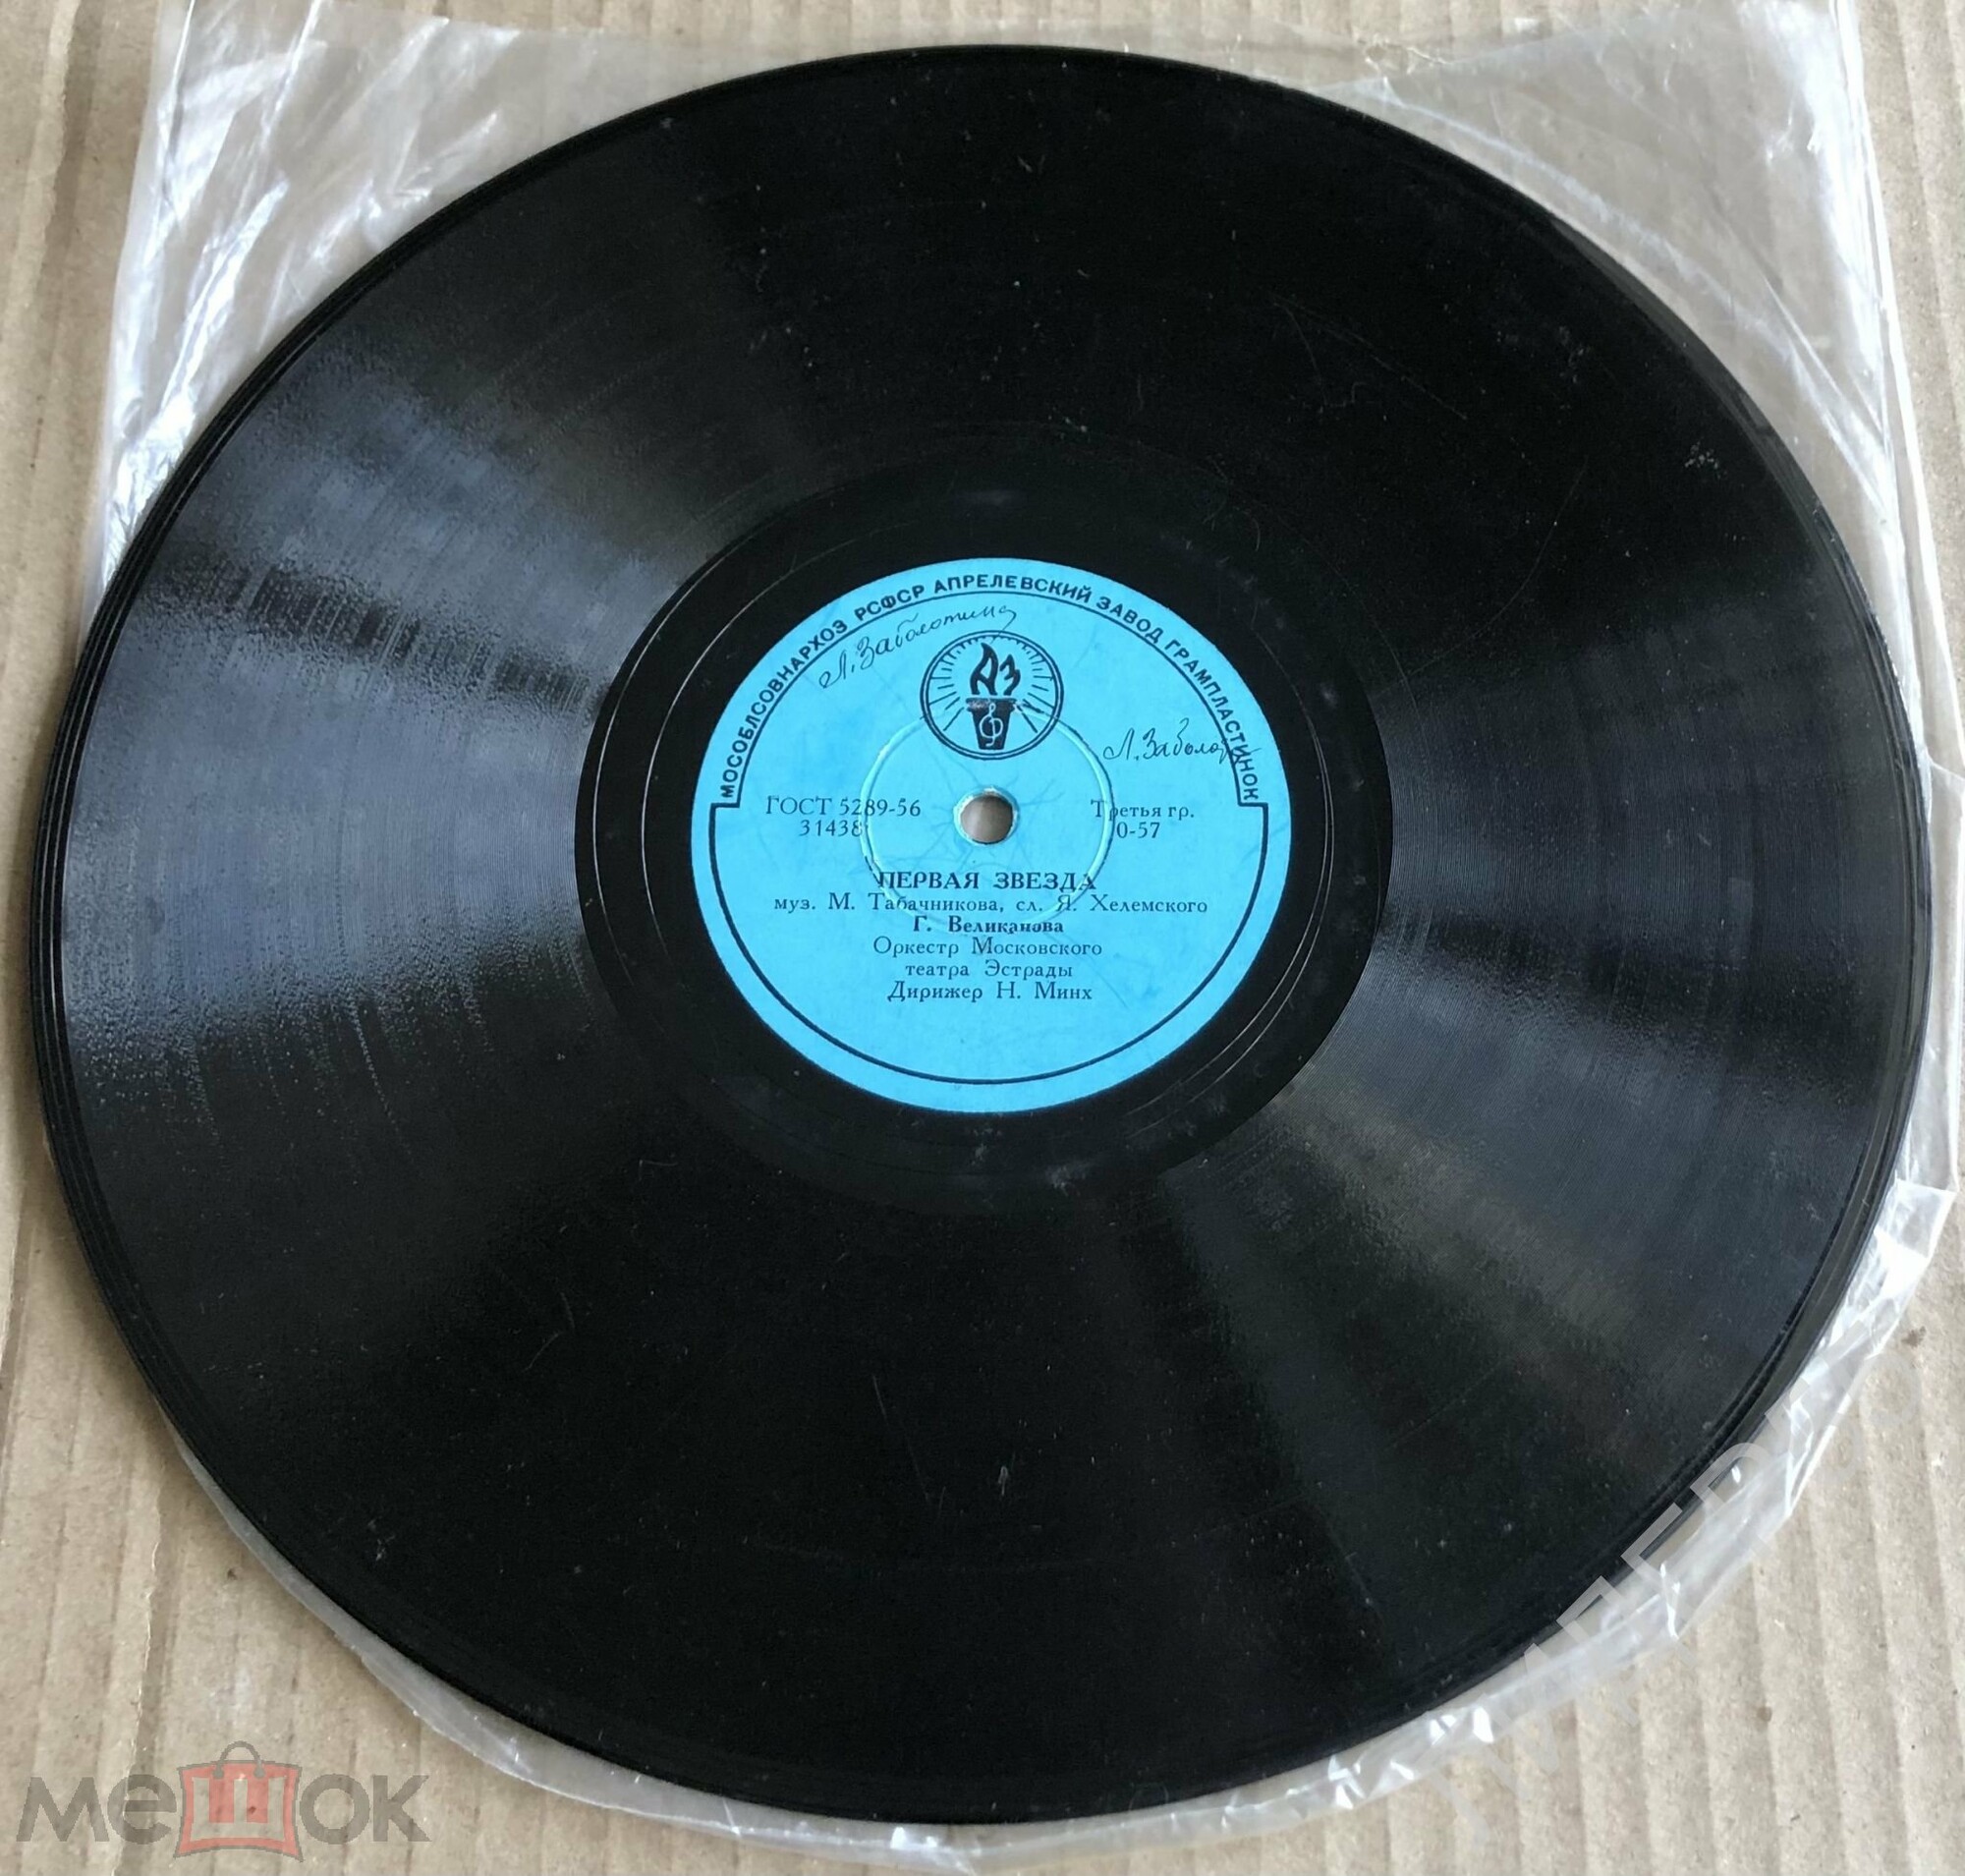 МОСОБЛСОВНАРХОЗ РСФСР АПРЕЛЕВСКИЙ ЗАВОД ГРАМПЛАСТИНОК
Л. Заболотина
АЗ
Л. Заболот
ГОСТ 5289-56 Третья гр.
31438 0-57
ПЕРВАЯ ЗВЕЗДА
муз. М. Табачникова, сл. Я. Хелемского
Г. Великанова
Оркестр Московского
театра Эстрады
Дирижер Н. Минх
мешок